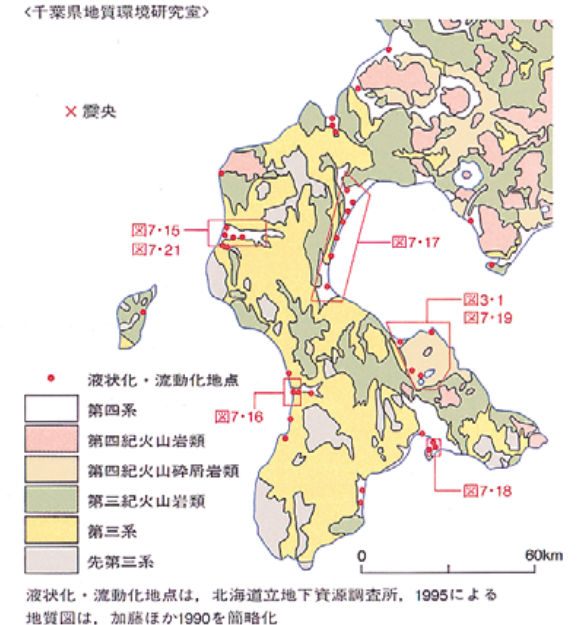 <千葉県地質環境研究室>
× 震央
図7・15
図7・21
図7・17
図3・1
図7・19
図7・16
図7・18
液状化・流動化地点
第四系
第四紀火山岩類
第四紀火山砕屑岩類
第三紀火山岩類
第三系
先第三系
0 60km
液状化・流動化地点は，北海道立地下資源調査所，1995による
地質図は，加藤ほか1990を簡略化